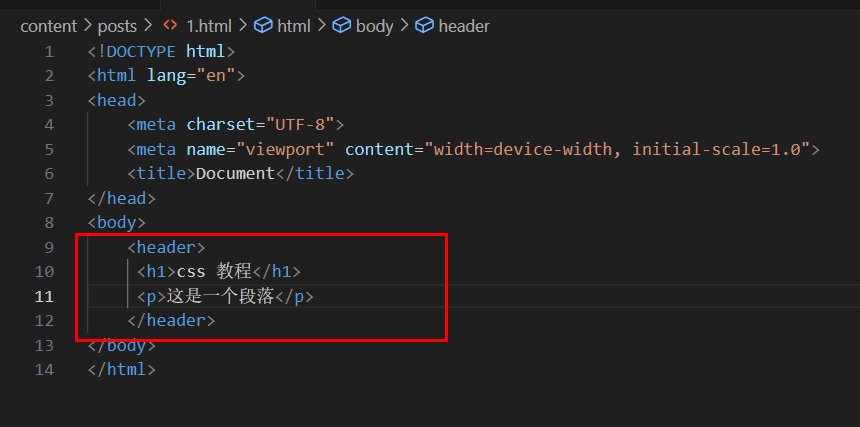 content > posts > <> 1.html > html > body > header
1 <!DOCTYPE html>
2 <html lang="en">
3 <head>
4     <meta charset="UTF-8">
5     <meta name="viewport" content="width=device-width, initial-scale=1.0">
6     <title>Document</title>
7 </head>
8 <body>
9     <header>
10      <h1>css 教程</h1>
11      <p>这是一个段落</p>
12     </header>
13 </body>
14 </html>